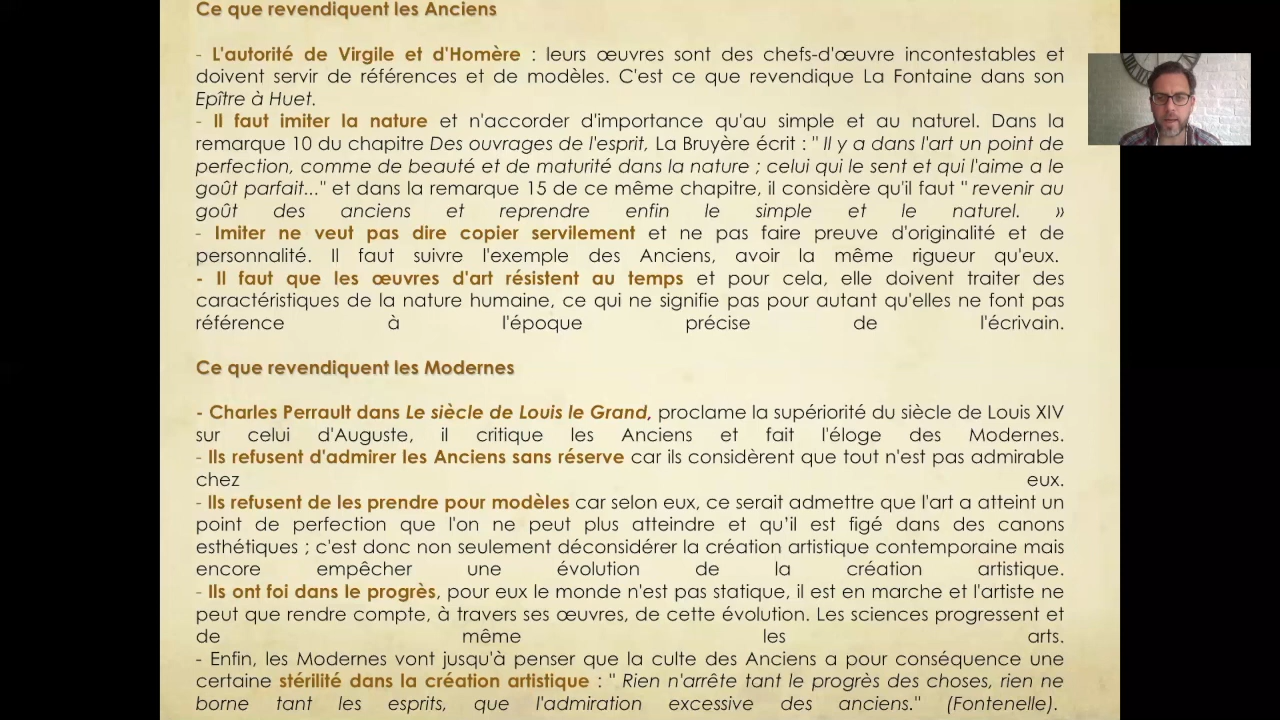 Ce que revendiquent les Anciens
- L'autorité de Virgile et d'Homère : leurs œuvres sont des chefs-d'œuvre incontestables et
doivent servir de références et de modèles. C'est ce que revendique La Fontaine dans son
Epître à Huet.
- Il faut imiter la nature et n'accorder d'importance qu'au simple et au naturel. Dans la
remarque 10 du chapitre Des ouvrages de l'esprit, La Bruyère écrit : " Il y a dans l'art un point de
perfection, comme de beauté et de maturité dans la nature ; celui qui le sent et qui l'aime a le
goût parfait..." et dans la remarque 15 de ce même chapitre, il considère qu'il faut " revenir au
goût des anciens et reprendre enfin le simple et le naturel. »
- Imiter ne veut pas dire copier servilement et ne pas faire preuve d'originalité et de
personnalité. Il faut suivre l'exemple des Anciens, avoir la même rigueur qu'eux.
- Il faut que les œuvres d'art résistent au temps et pour cela, elle doivent traiter des
caractéristiques de la nature humaine, ce qui ne signifie pas pour autant qu'elles ne font pas
référence à l'époque précise de l'écrivain.
Ce que revendiquent les Modernes
- Charles Perrault dans Le siècle de Louis le Grand, proclame la supériorité du siècle de Louis XIV
sur celui d'Auguste, il critique les Anciens et fait l'éloge des Modernes.
- Ils refusent d'admirer les Anciens sans réserve car ils considèrent que tout n'est pas admirable
chez eux.
- Ils refusent de les prendre pour modèles car selon eux, ce serait admettre que l'art a atteint un
point de perfection que l'on ne peut plus atteindre et qu'il est figé dans des canons
esthétiques ; c'est donc non seulement déconsidérer la création artistique contemporaine mais
encore empêcher une évolution de la création artistique.
- Ils ont foi dans le progrès, pour eux le monde n'est pas statique, il est en marche et l'artiste ne
peut que rendre compte, à travers ses œuvres, de cette évolution. Les sciences progressent et
de même les arts.
- Enfin, les Modernes vont jusqu'à penser que la culte des Anciens a pour conséquence une
certaine stérilité dans la création artistique : " Rien n'arrête tant le progrès des choses, rien ne
borne tant les esprits, que l'admiration excessive des anciens." (Fontenelle).